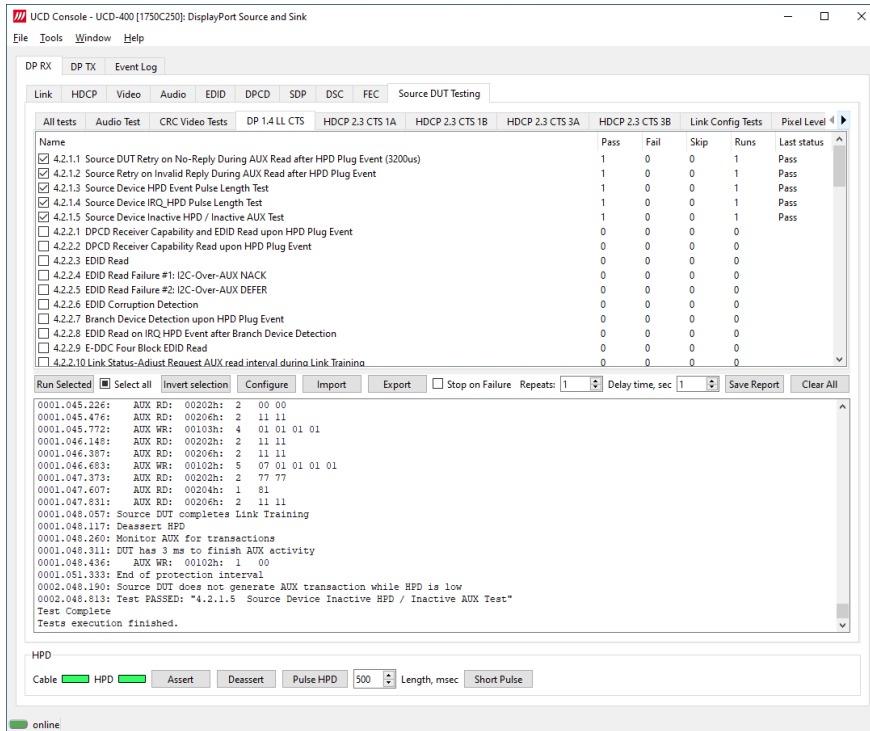 UCD Console - UCD-400 [1750C250]: DisplayPort Source and Sink
File Tools Window Help
DP RX DP TX Event Log
Link HDCP Video Audio EDID DPCD SDP DSC FEC Source DUT Testing
All tests Audio Test CRC Video Tests DP 1.4 LL CTS HDCP 2.3 CTS 1A HDCP 2.3 CTS 1B HDCP 2.3 CTS 3A HDCP 2.3 CTS 3B Link Config Tests Pixel Level
Name Pass Fail Skip Runs Last status
4.2.1.1 Source DUT Retry on No-Reply During AUX Read after HPD Plug Event (3200us) 1 0 0 1 Pass
4.2.1.2 Source Retry on Invalid Reply During AUX Read after HPD Plug Event 1 0 0 1 Pass
4.2.1.3 Source Device HPD Event Pulse Length Test 1 0 0 1 Pass
4.2.1.4 Source Device IRQ_HPD Pulse Length Test 1 0 0 1 Pass
4.2.1.5 Source Device Inactive HPD / Inactive AUX Test 1 0 0 1 Pass
4.2.2.1 DPCD Receiver Capability and EDID Read upon HPD Plug Event 0 0 0 0
4.2.2.2 DPCD Receiver Capability Read upon HPD Plug Event 0 0 0 0
4.2.2.3 EDID Read 0 0 0 0
4.2.2.4 EDID Read Failure #1: I2C-Over-AUX NACK 0 0 0 0
4.2.2.5 EDID Read Failure #2: I2C-Over-AUX DEFER 0 0 0 0
4.2.2.6 EDID Corruption Detection 0 0 0 0
4.2.2.7 Branch Device Detection upon HPD Plug Event 0 0 0 0
4.2.2.8 EDID Read on IRQ HPD Event after Branch Device Detection 0 0 0 0
4.2.2.9 E-DDC Four Block EDID Read 0 0 0 0
4.2.2.10 Link Status-Adjust Request AUX read interval during Link Training 0 0 0 0
Run Selected Select all Invert selection Configure Import Export Stop on Failure Repeats: 1 Delay time, sec 1 Save Report Clear All
0001.045.226: AUX RD: 00202h: 2 00 00
0001.045.476: AUX RD: 00206h: 2 11 11
0001.045.772: AUX WR: 00103h: 4 01 01 01 01
0001.046.148: AUX RD: 00202h: 2 11 11
0001.046.387: AUX RD: 00206h: 2 11 11
0001.046.683: AUX WR: 00102h: 5 07 01 01 01 01
0001.047.373: AUX RD: 00202h: 2 77 77
0001.047.607: AUX RD: 00204h: 1 81
0001.047.831: AUX RD: 00206h: 2 11 11
0001.048.057: Source DUT completes Link Training
0001.048.117: Deassert HPD
0001.048.260: Monitor AUX for transactions
0001.048.311: DUT has 3 ms to finish AUX activity
0001.048.436: AUX WR: 00102h: 1 00
0001.051.333: End of protection interval
0002.048.190: Source DUT does not generate AUX transaction while HPD is low
0002.048.813: Test PASSED: "4.2.1.5 Source Device Inactive HPD / Inactive AUX Test"
Test Complete
Tests execution finished.
HPD
Cable HPD Assert Deassert Pulse HPD 500 Length, msec Short Pulse
online